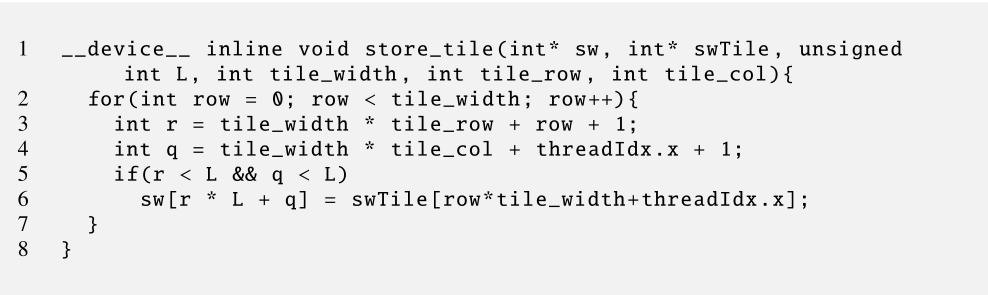 1 __device__ inline void store_tile(int* sw, int* swTile, unsigned
int L, int tile_width, int tile_row, int tile_col){
2 for(int row = 0; row < tile_width; row++){
3 int r = tile_width * tile_row + row + 1;
4 int q = tile_width * tile_col + threadIdx.x + 1;
5 if(r < L && q < L)
6 sw[r * L + q] = swTile[row*tile_width+threadIdx.x];
7 }
8 }